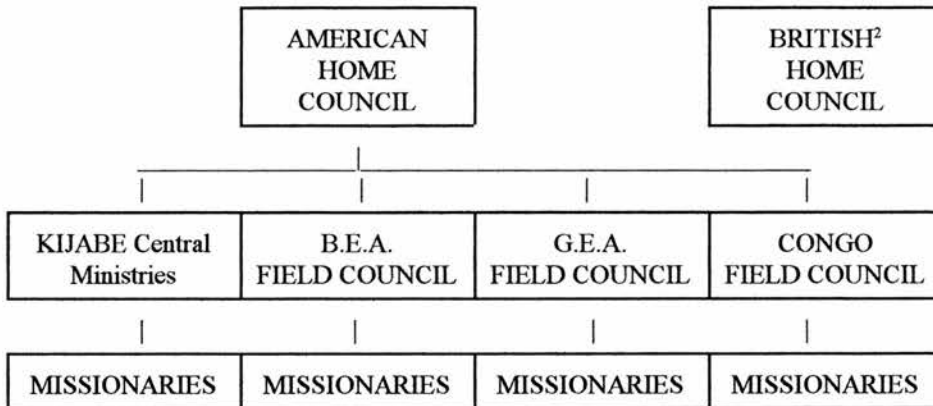 AMERICAN
HOME
COUNCIL
BRITISH²
HOME
COUNCIL
KIJABE Central
Ministries
B.E.A.
FIELD COUNCIL
G.E.A.
FIELD COUNCIL
CONGO
FIELD COUNCIL
MISSIONARIES
MISSIONARIES
MISSIONARIES
MISSIONARIES